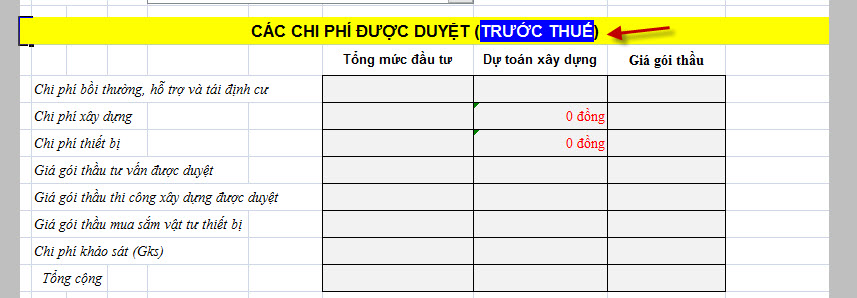 CÁC CHI PHÍ ĐƯỢC DUYỆT (TRƯỚC THUẾ)
Tổng mức đầu tư Dự toán xây dựng Giá gói thầu
Chi phí bồi thường, hỗ trợ và tái định cư
Chi phí xây dựng 0 đồng
Chi phí thiết bị 0 đồng
Giá gói thầu tư vấn được duyệt
Giá gói thầu thi công xây dựng được duyệt
Giá gói thầu mua sắm vật tư thiết bị
Chi phí khảo sát (Gks)
Tổng cộng